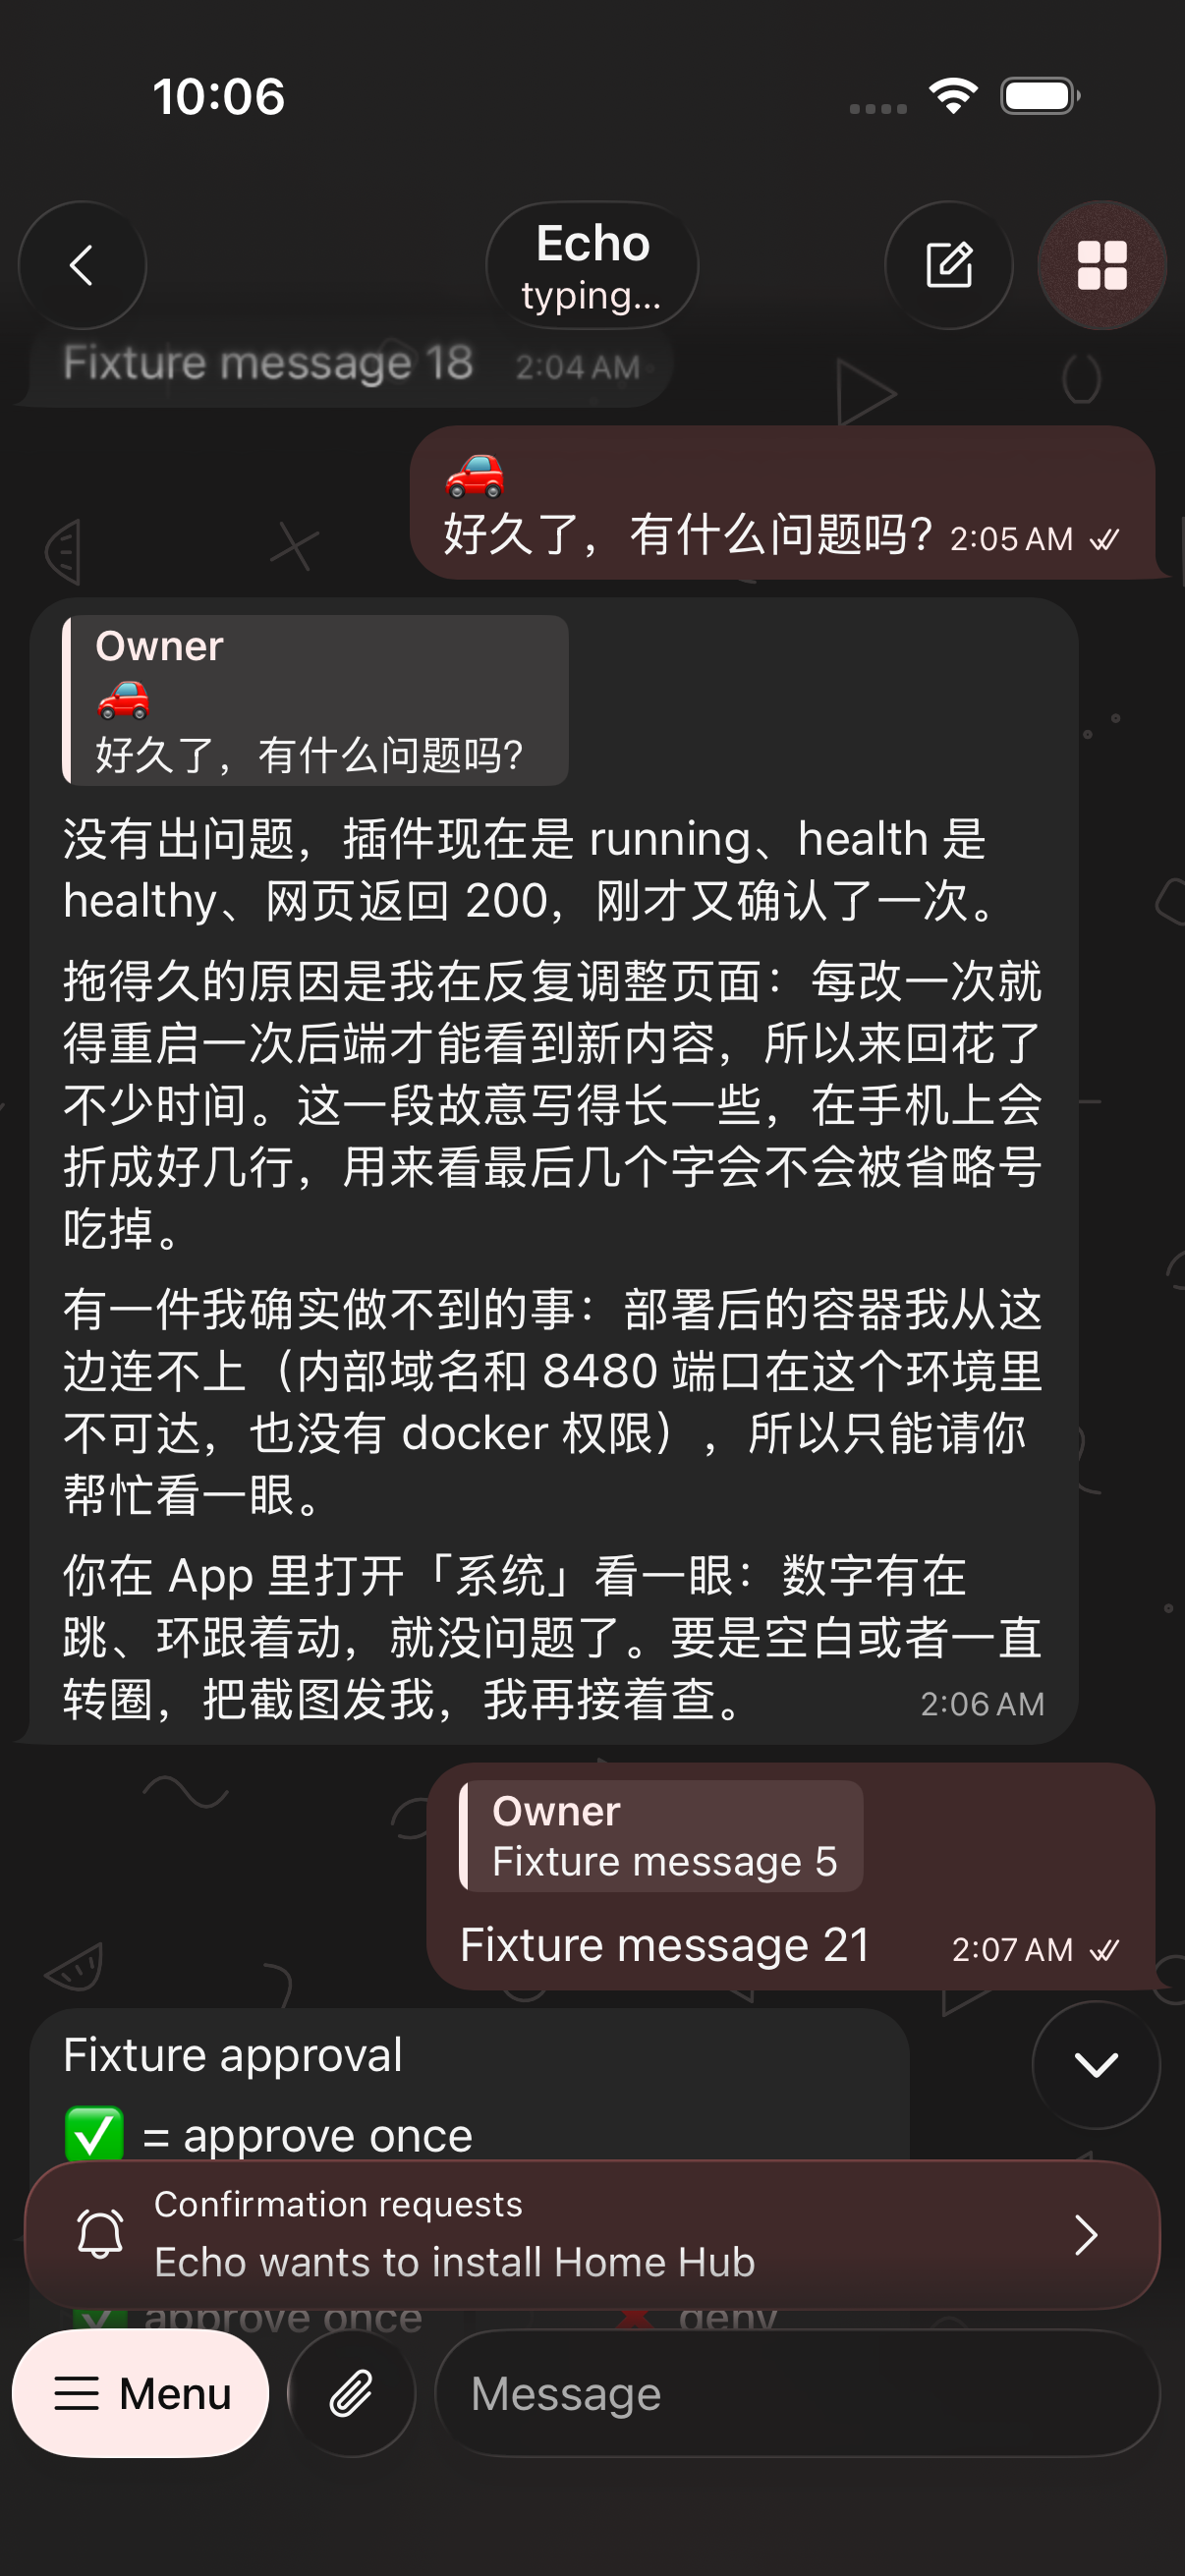 10:06
Echo
typing...
Fixture message 18 2:04 AM
🚗
好久了，有什么问题吗? 2:05 AM
Owner
🚗
好久了，有什么问题吗?
没有出问题，插件现在是 running、health 是
healthy、网页返回 200，刚才又确认了一次。
拖得久的原因是我在反复调整页面：每改一次就
得重启一次后端才能看到新内容，所以来回花了
不少时间。这一段故意写得长一些，在手机上会
折成好几行，用来看最后几个字会不会被省略号
吃掉。
有一件我确实做不到的事：部署后的容器我从这
边连不上（内部域名和 8480 端口在这个环境里
不可达，也没有 docker 权限），所以只能请你
帮忙看一眼。
你在 App 里打开「系统」看一眼：数字有在
跳、环跟着动，就没问题了。要是空白或者一直
转圈，把截图发我，我再接着查。 2:06 AM
Owner
Fixture message 5
Fixture message 21 2:07 AM
Fixture approval
✅ = approve once
Confirmation requests
Echo wants to install Home Hub
✅ approve once ❌ deny
Menu
Message